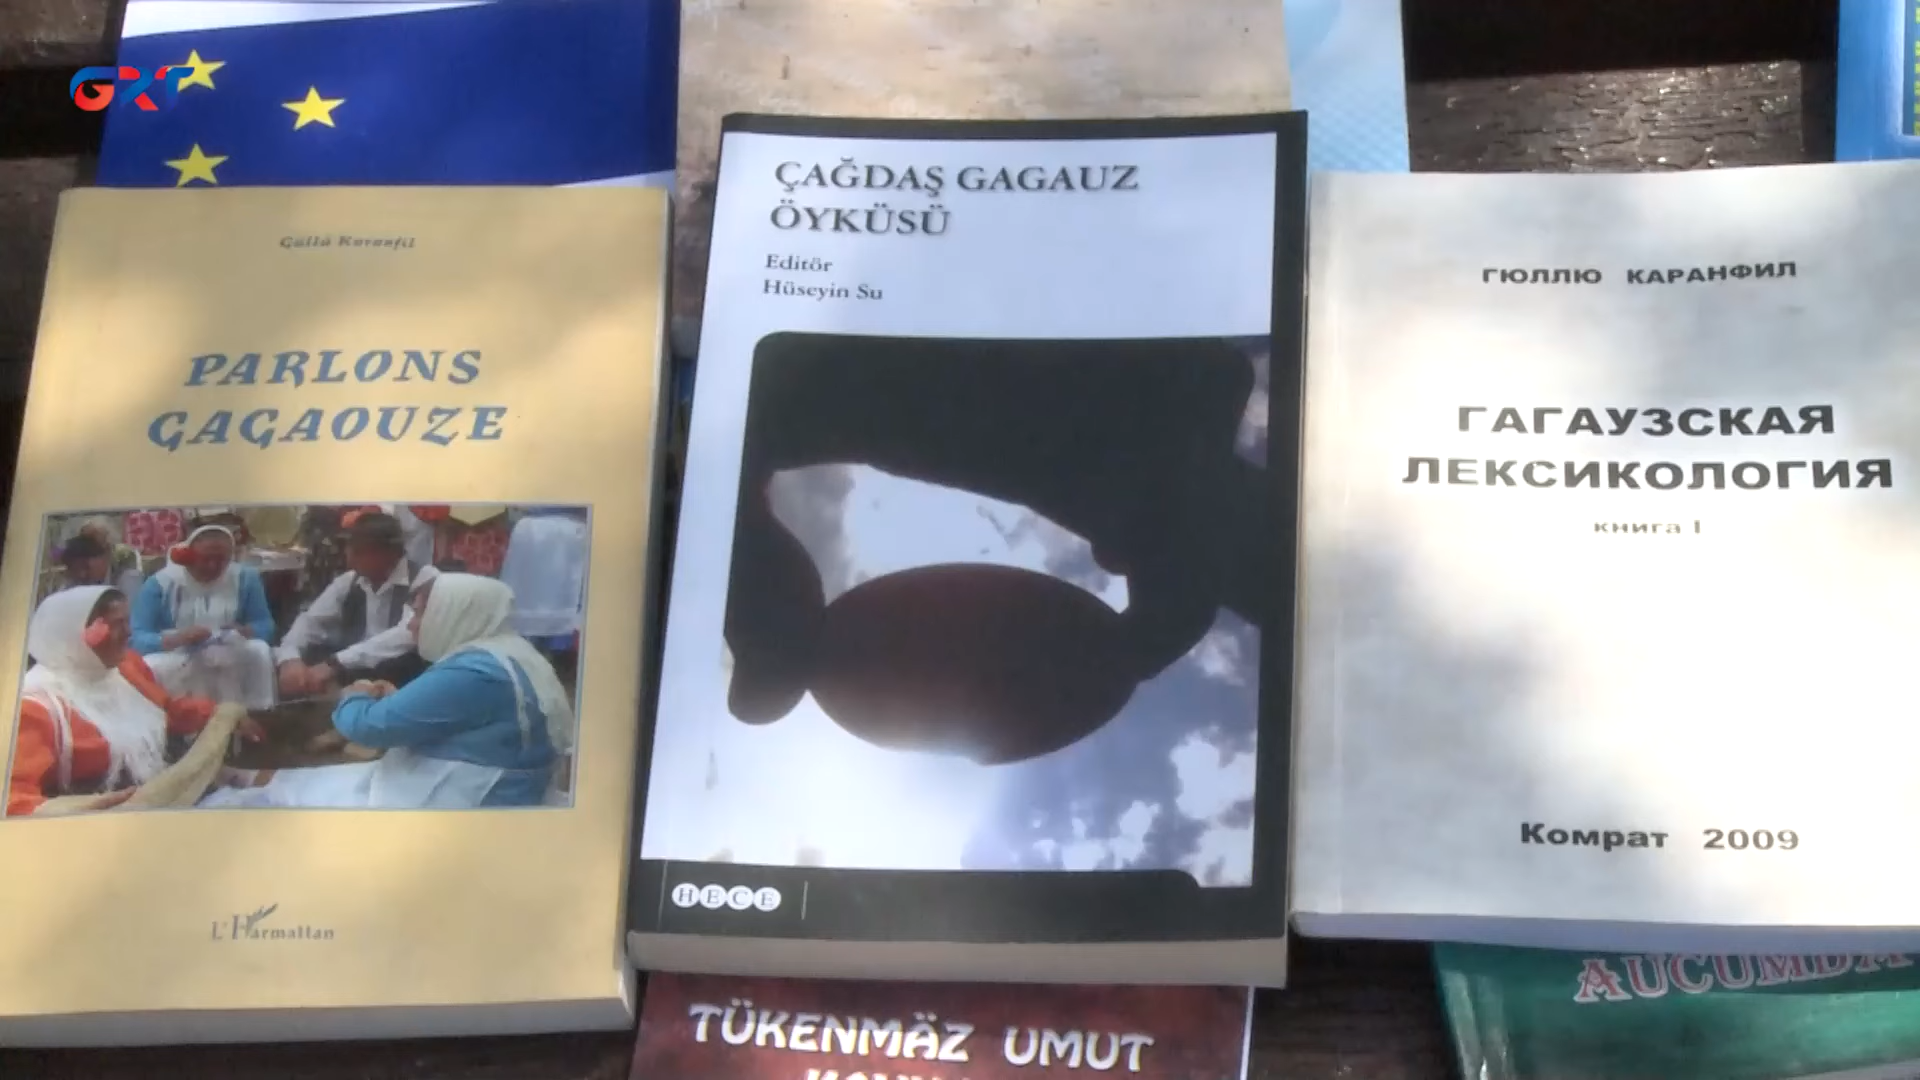 GRT
Güllü Karanfil
PARLONS
GAGAOUZE
L'Harmattan
ÇAĞDAŞ GAGAUZ
ÖYKÜSÜ
Editör
Hüseyin Su
HECE
ГЮЛЛЮ КАРАНФИЛ
ГАГАУЗСКАЯ
ЛЕКСИКОЛОГИЯ
книга I
Комрат 2009
TÜKENMÄZ UMUT
AUCUMDA